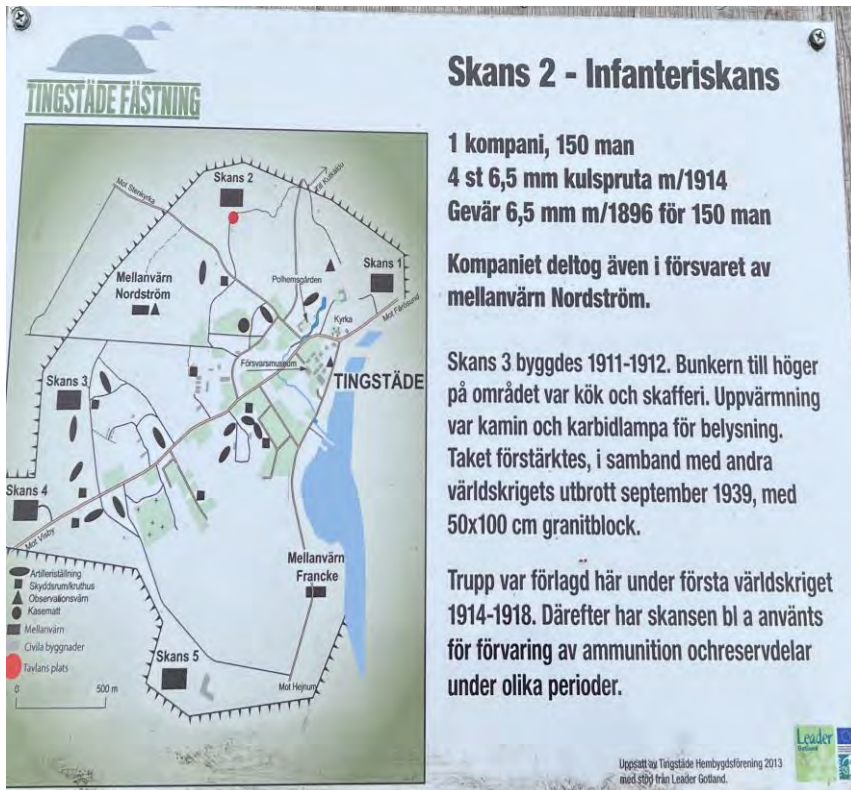 TINGSTÄDE FÄSTNING
Skans 2
Mot Stenkyrka
Till Kulkäldu
Skans 1
Polhemsgården
Mellanvärn
Nordström
Kyrka
Mot Fårösund
Försvarsmuseum
TINGSTÄDE
Skans 3
Skans 4
Mot Visby
Mellanvärn
Francke
Skans 5
Mot Hejnum
Artilleriställning
Skyddsrum/kruthus
Observationsvärn
Kasematt
Mellanvärn
Civila byggnader
Tavlans plats
0 500 m
Skans 2 - Infanteriskans
1 kompani, 150 man
4 st 6,5 mm kulspruta m/1914
Gevär 6,5 mm m/1896 för 150 man
Kompaniet deltog även i försvaret av
mellanvärn Nordström.
Skans 3 byggdes 1911-1912. Bunkern till höger
på området var kök och skafferi. Uppvärmning
var kamin och karbidlampa för belysning.
Taket förstärktes, i samband med andra
världskrigets utbrott september 1939, med
50x100 cm granitblock.
Trupp var förlagd här under första världskriget
1914-1918. Därefter har skansen bl a använts
för förvaring av ammunition ochreservdelar
under olika perioder.
Uppsatt av Tingstäde Hembygdsförening 2013
med stöd från Leader Gotland.
Leader
Gotland